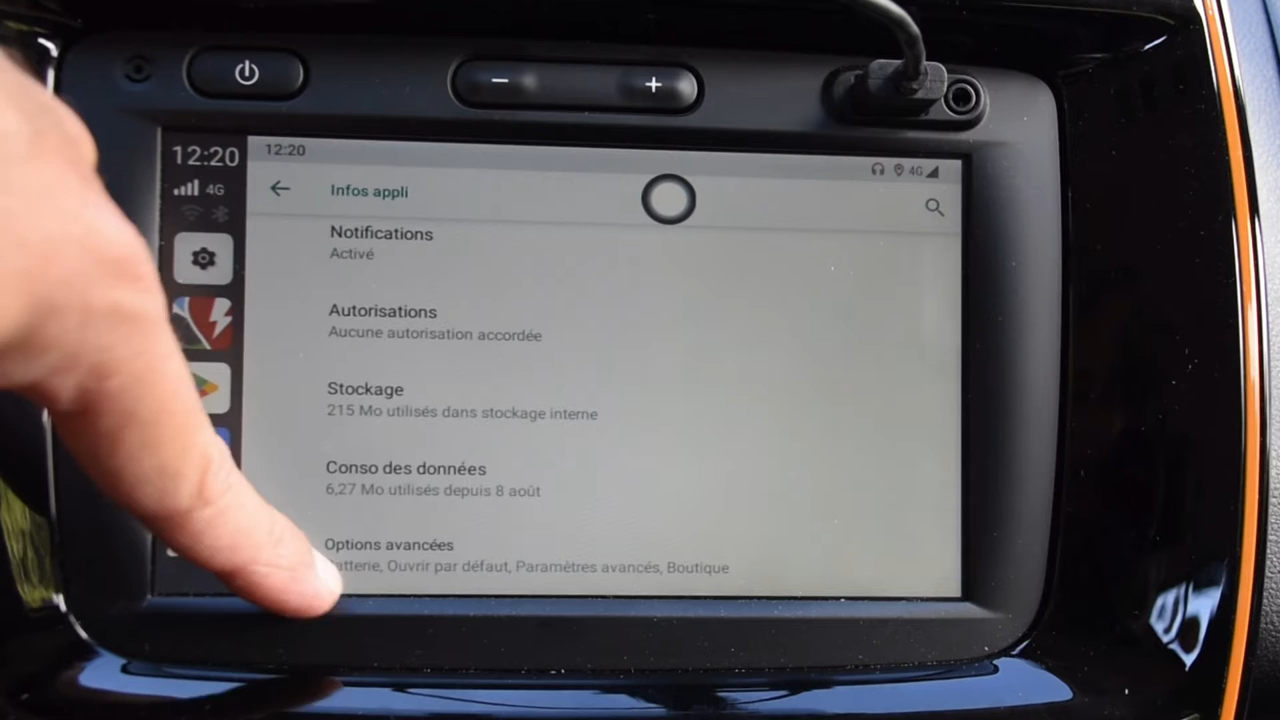 12:20
4G
12:20
4G
Infos appli
Notifications
Activé
Autorisations
Aucune autorisation accordée
Stockage
215 Mo utilisés dans stockage interne
Conso des données
6,27 Mo utilisés depuis 8 août
Options avancées
atterie, Ouvrir par défaut, Paramètres avancés, Boutique